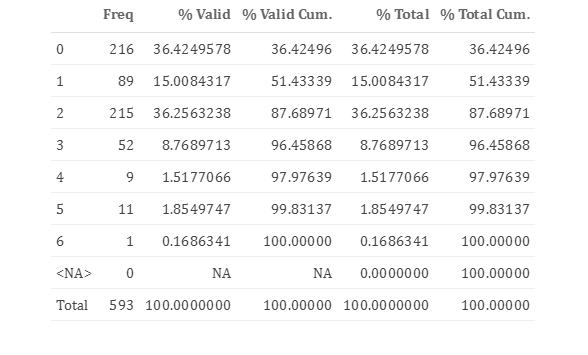 Freq % Valid % Valid Cum. % Total % Total Cum.
0 216 36.4249578 36.42496 36.4249578 36.42496
1 89 15.0084317 51.43339 15.0084317 51.43339
2 215 36.2563238 87.68971 36.2563238 87.68971
3 52 8.7689713 96.45868 8.7689713 96.45868
4 9 1.5177066 97.97639 1.5177066 97.97639
5 11 1.8549747 99.83137 1.8549747 99.83137
6 1 0.1686341 100.00000 0.1686341 100.00000
<NA> 0 NA NA 0.0000000 100.00000
Total 593 100.0000000 100.00000 100.0000000 100.00000